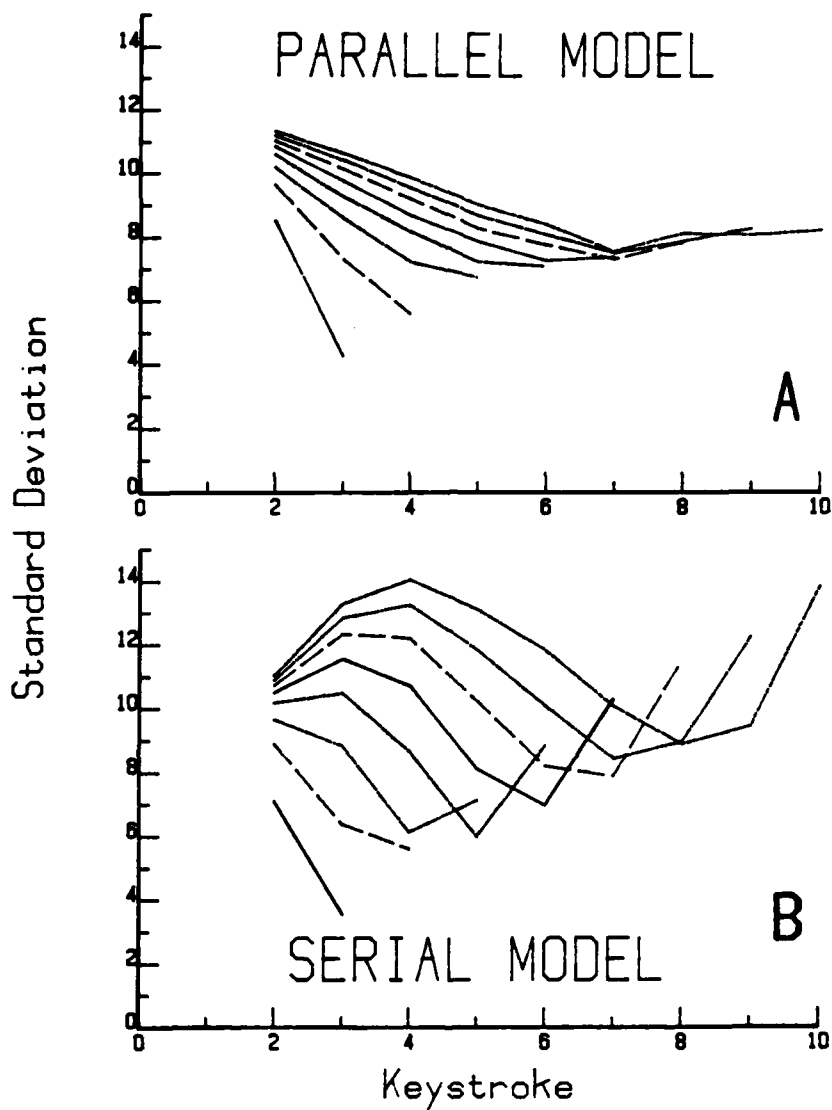 PARALLEL MODEL
14
12
10
8
6
4
2
0
A
0 2 4 6 8 10
Standard Deviation
14
12
10
8
6
4
2
0
B
SERIAL MODEL
0 2 4 6 8 10
Keystroke